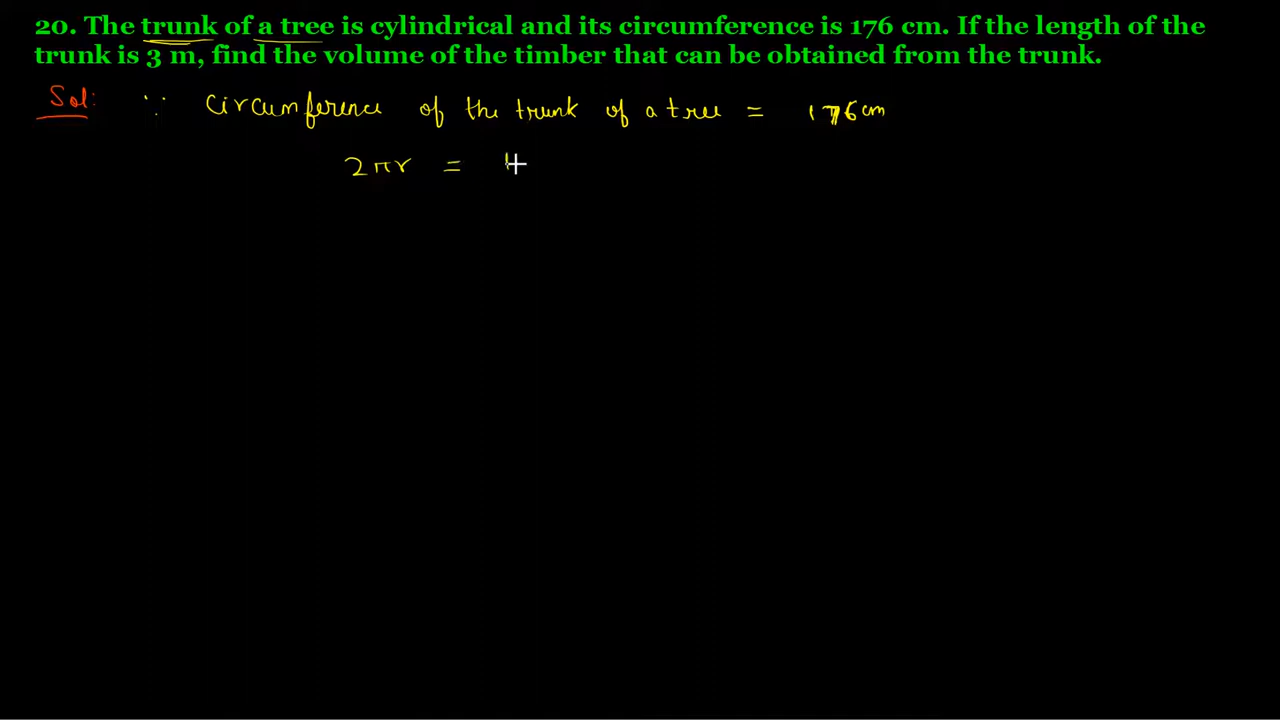 20. The trunk of a tree is cylindrical and its circumference is 176 cm. If the length of the
trunk is 3 m, find the volume of the timber that can be obtained from the trunk.
Sol: ∵ Circumference of the trunk of a tree = 176 cm
2πr =